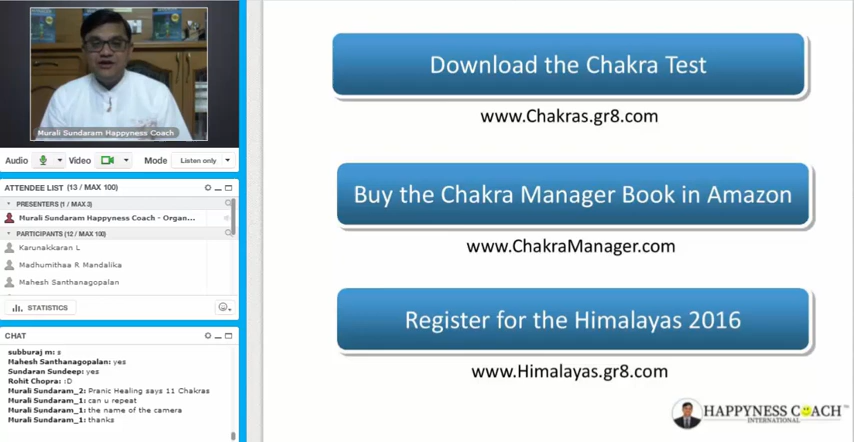 Murali Sundaram Happyness Coach
Audio Video Mode Listen only
ATTENDEE LIST (13 / MAX 100)
PRESENTERS (1 / MAX 3)
Murali Sundaram Happyness Coach - Organ...
PARTICIPANTS (12 / MAX 100)
Karunakkaran L
Madhumithaa R Mandalika
Mahesh Santhanagopalan
STATISTICS
CHAT
subburaj m: s
Mahesh Santhanagopalan: yes
Sundaran Sundeep: yes
Rohit Chopra: :D
Murali Sundaram_2: Pranic Healing says 11 Chakras
Murali Sundaram_1: can u repeat
Murali Sundaram_1: the name of the camera
Murali Sundaram_1: thanks
Download the Chakra Test
www.Chakras.gr8.com
Buy the Chakra Manager Book in Amazon
www.ChakraManager.com
Register for the Himalayas 2016
www.Himalayas.gr8.com
HAPPYNESS COACH™
INTERNATIONAL